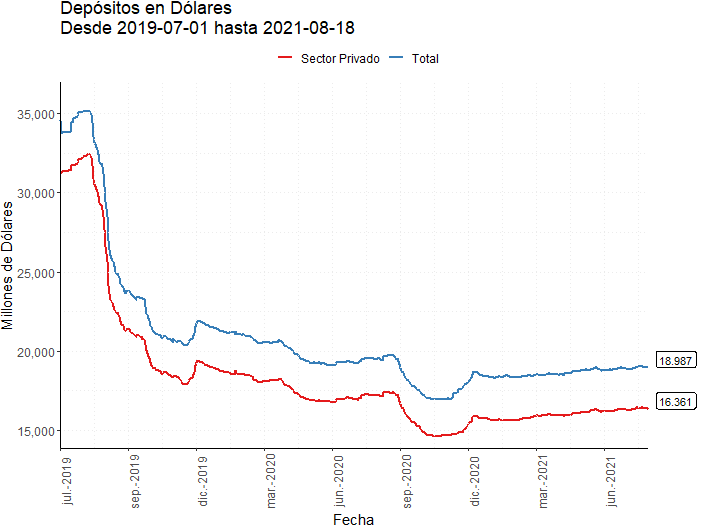 Depósitos en Dólares
Desde 2019-07-01 hasta 2021-08-18
Sector Privado Total
Millones de Dólares
35,000
30,000
25,000
20,000
15,000
18.987
16.361
jul.-2019
sep.-2019
dic.-2019
mar.-2020
jun.-2020
sep.-2020
dic.-2020
mar.-2021
jun.-2021
Fecha